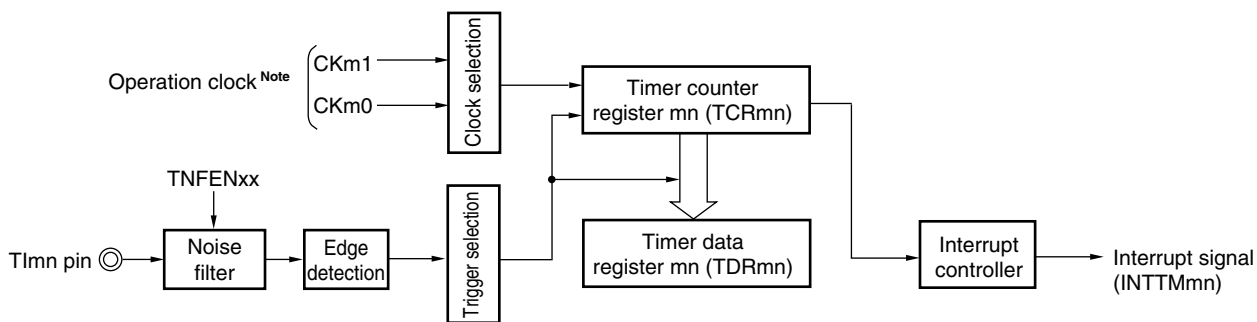 Operation clock Note
CKm1
CKm0
Clock selection
Timer counter
register mn (TCRmn)
TNFENxx
TImn pin
Noise
filter
Edge
detection
Trigger selection
Timer data
register mn (TDRmn)
Interrupt
controller
Interrupt signal
(INTTMmn)